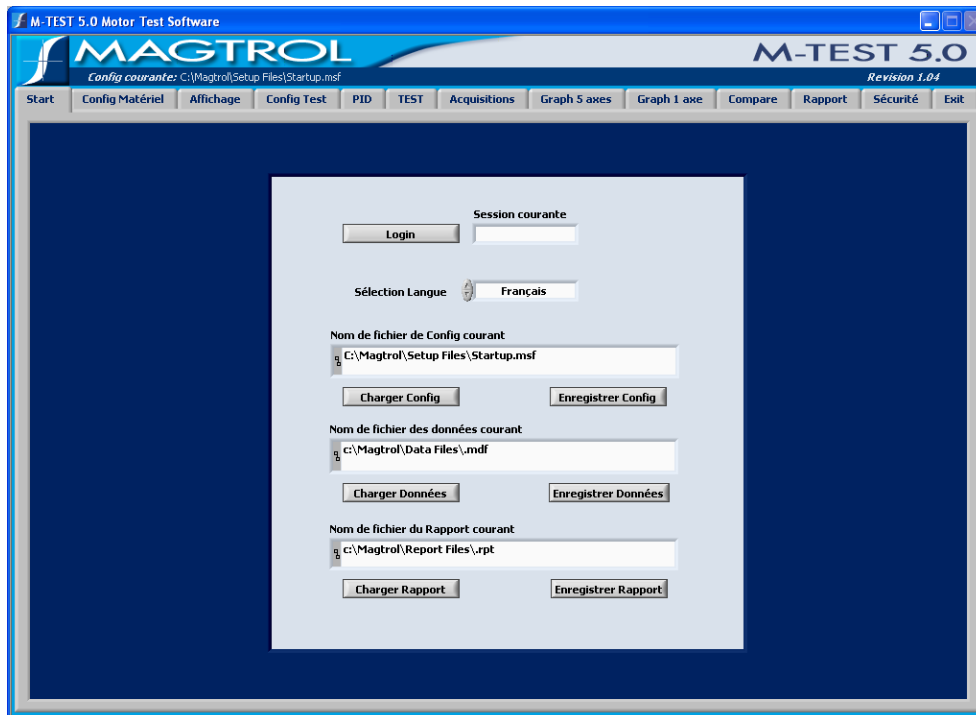 M-TEST 5.0 Motor Test Software
MAGTROL
M-TEST 5.0
Config courante: C:\Magtrol\Setup Files\Startup.msf
Revision 1.04
Start Config Matériel Affichage Config Test PID TEST Acquisitions Graph 5 axes Graph 1 axe Compare Rapport Sécurité Exit
Session courante
Login
Sélection Langue Français
Nom de fichier de Config courant
C:\Magtrol\Setup Files\Startup.msf
Charger Config Enregistrer Config
Nom de fichier des données courant
c:\Magtrol\Data Files\.mdf
Charger Données Enregistrer Données
Nom de fichier du Rapport courant
c:\Magtrol\Report Files\.rpt
Charger Rapport Enregistrer Rapport